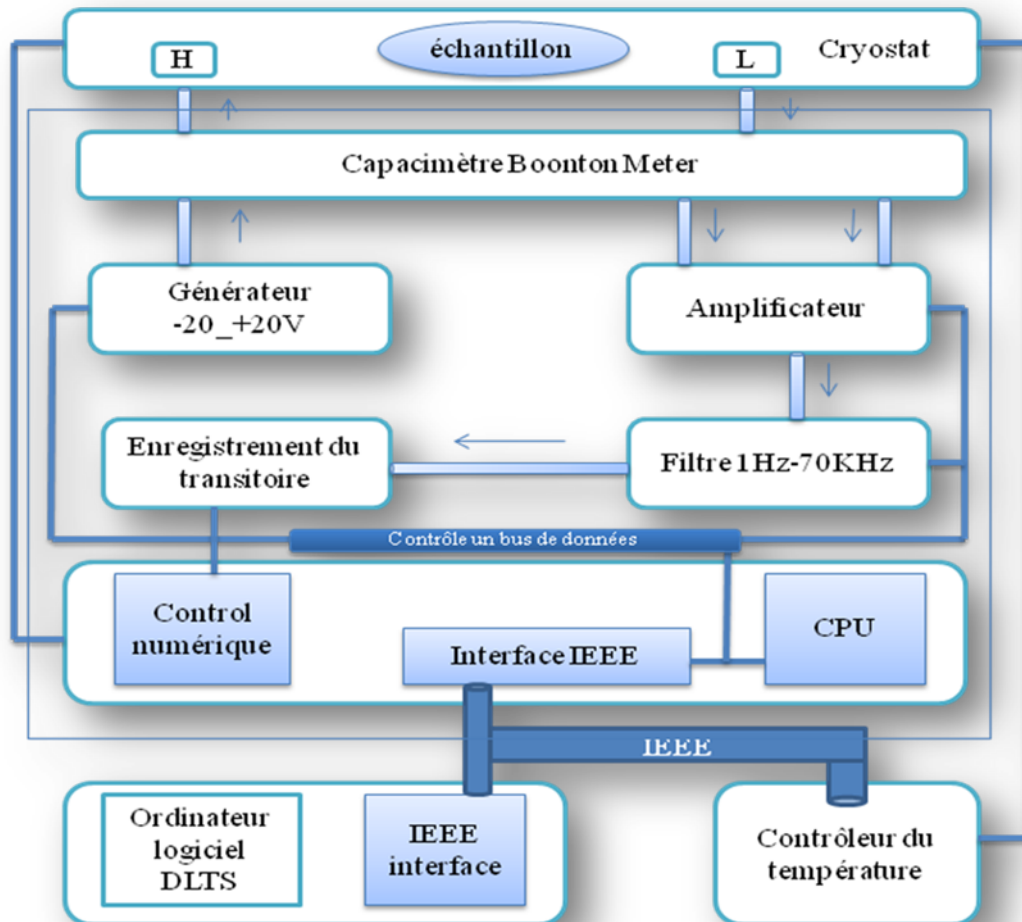 échantillon
H
L
Cryostat
Capacimètre Boonton Meter
Générateur
-20_+20V
Amplificateur
Enregistrement du
transitoire
Filtre 1Hz-70KHz
Contrôle un bus de données
Control
numérique
Interface IEEE
CPU
IEEE
Ordinateur
logiciel
DLTS
IEEE
interface
Contrôleur du
température